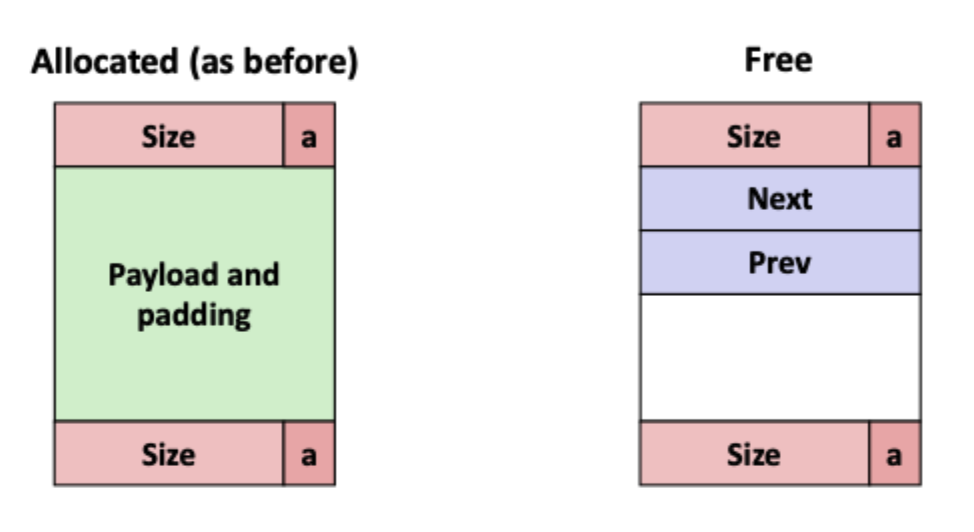 Allocated (as before)
Free
Size a
Size a
Next
Prev
Payload and
padding
Size a
Size a